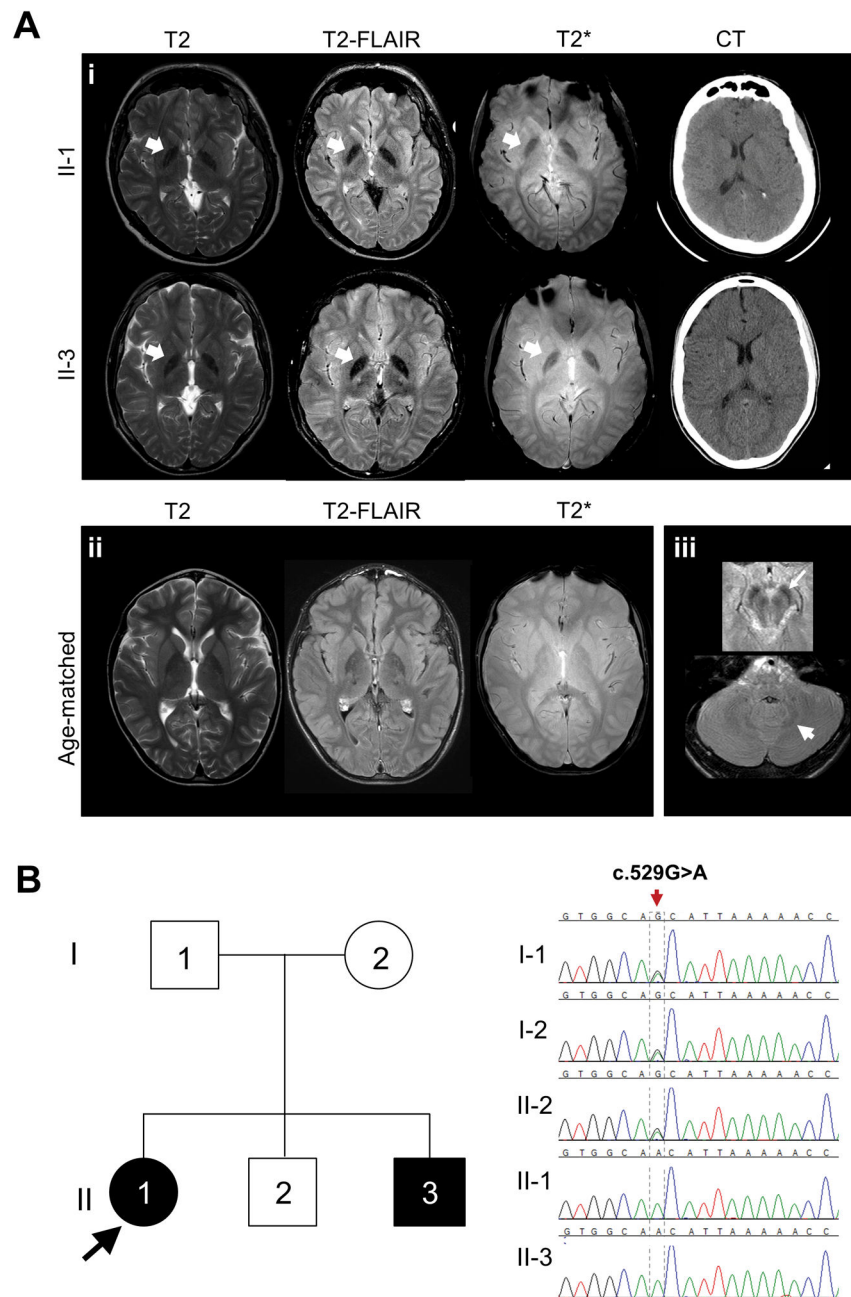 A
T2 T2-FLAIR T2* CT
i
II-1
II-3
T2 T2-FLAIR T2*
ii
iii
Age-matched
B
c.529G>A
I
1
2
II
1
2
3
G T G G C A G C A T T A A A A A C C
I-1
G T G G C A G C A T T A A A A A C C
I-2
G T G G C A G C A T T A A A A A C C
II-2
G T G G C A A C A T T A A A A A C C
II-1
G T G G C A A C A T T A A A A A C C
II-3